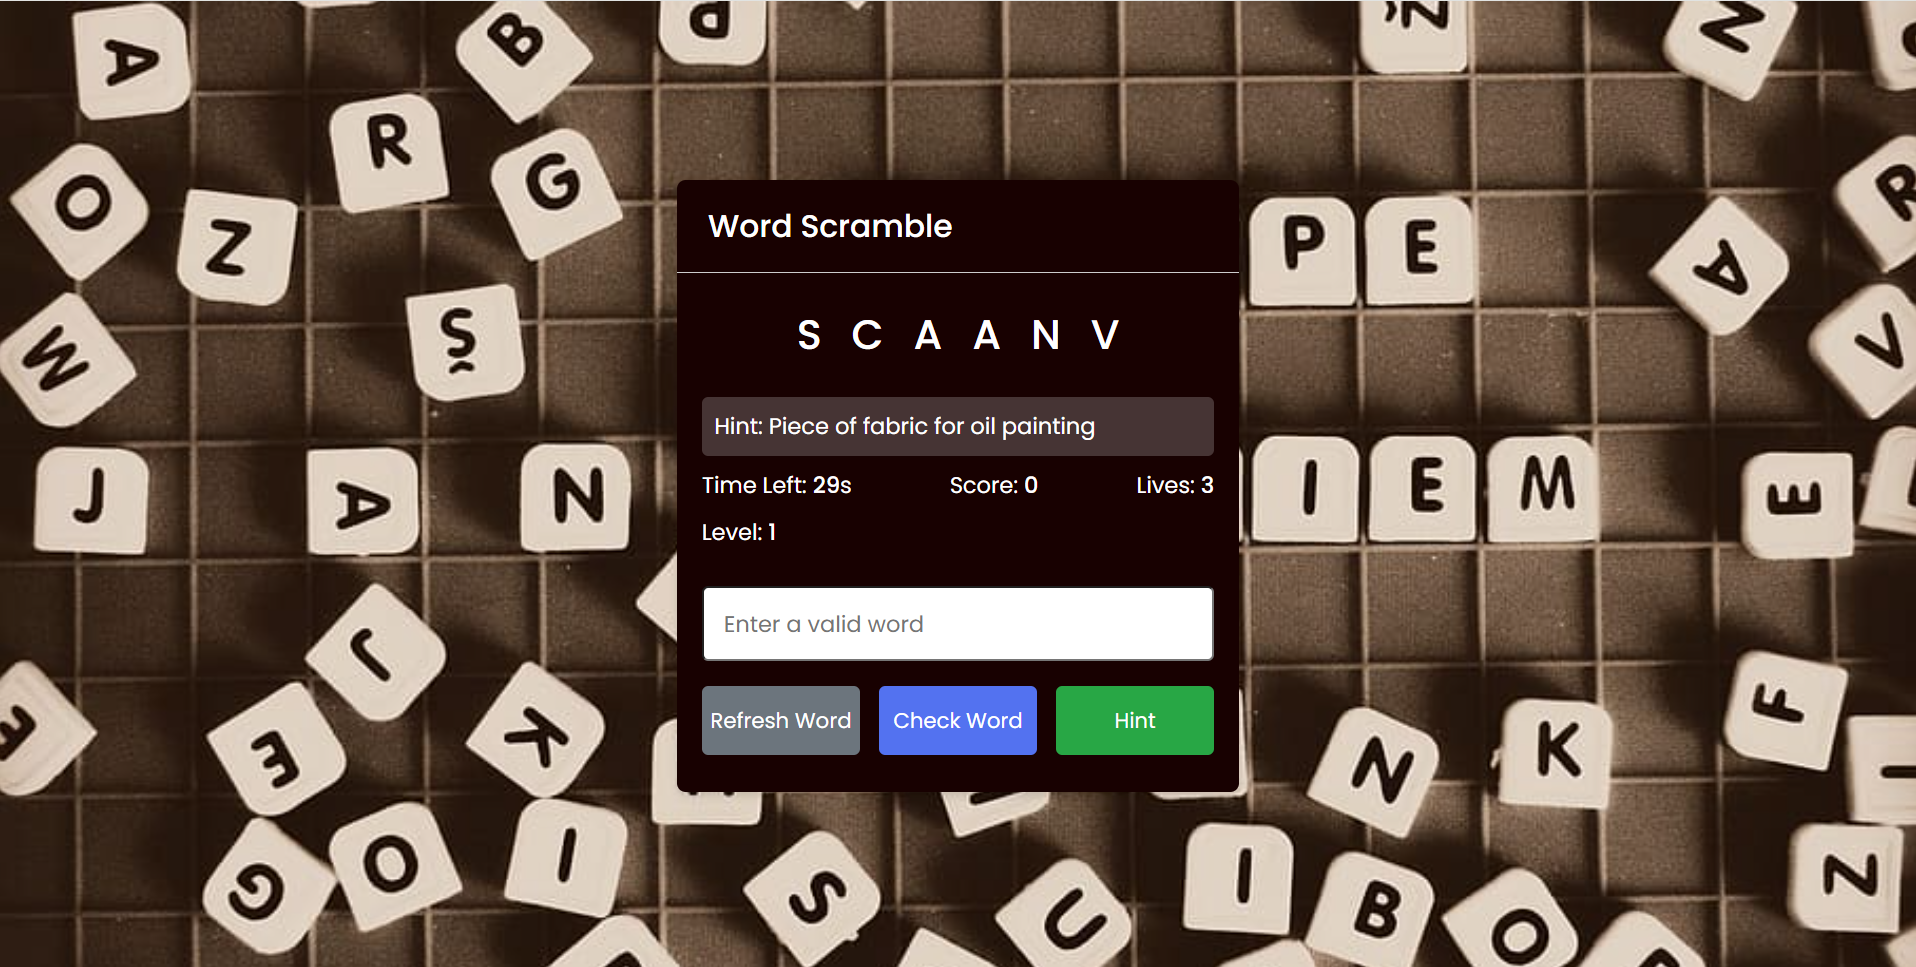 Word Scramble
S C A A N V
Hint: Piece of fabric for oil painting
Time Left: 29s Score: 0 Lives: 3
Level: 1
Enter a valid word
Refresh Word Check Word Hint
A
B
P
Z
R
G
O
Z
P E
A
R
W
Š
V
J A N
I E M
E
J
E
K
N
K
F
G
O
I
S
U
I
B
O
Z